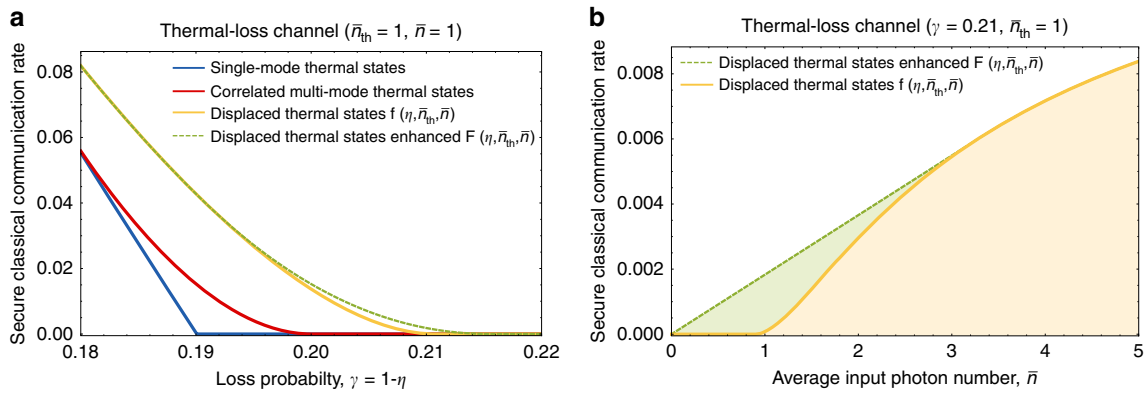 a
Thermal-loss channel (n̄th = 1, n̄ = 1)
Secure classical communication rate
0.08
0.06
0.04
0.02
0.00
Single-mode thermal states
Correlated multi-mode thermal states
Displaced thermal states f (η,n̄th,n̄)
Displaced thermal states enhanced F (η,n̄th,n̄)
0.18 0.19 0.20 0.21 0.22
Loss probabilty, γ = 1-η
b
Thermal-loss channel (γ = 0.21, n̄th = 1)
Secure classical communication rate
0.008
0.006
0.004
0.002
0.000
Displaced thermal states enhanced F (η,n̄th,n̄)
Displaced thermal states f (η,n̄th,n̄)
0 1 2 3 4 5
Average input photon number, n̄